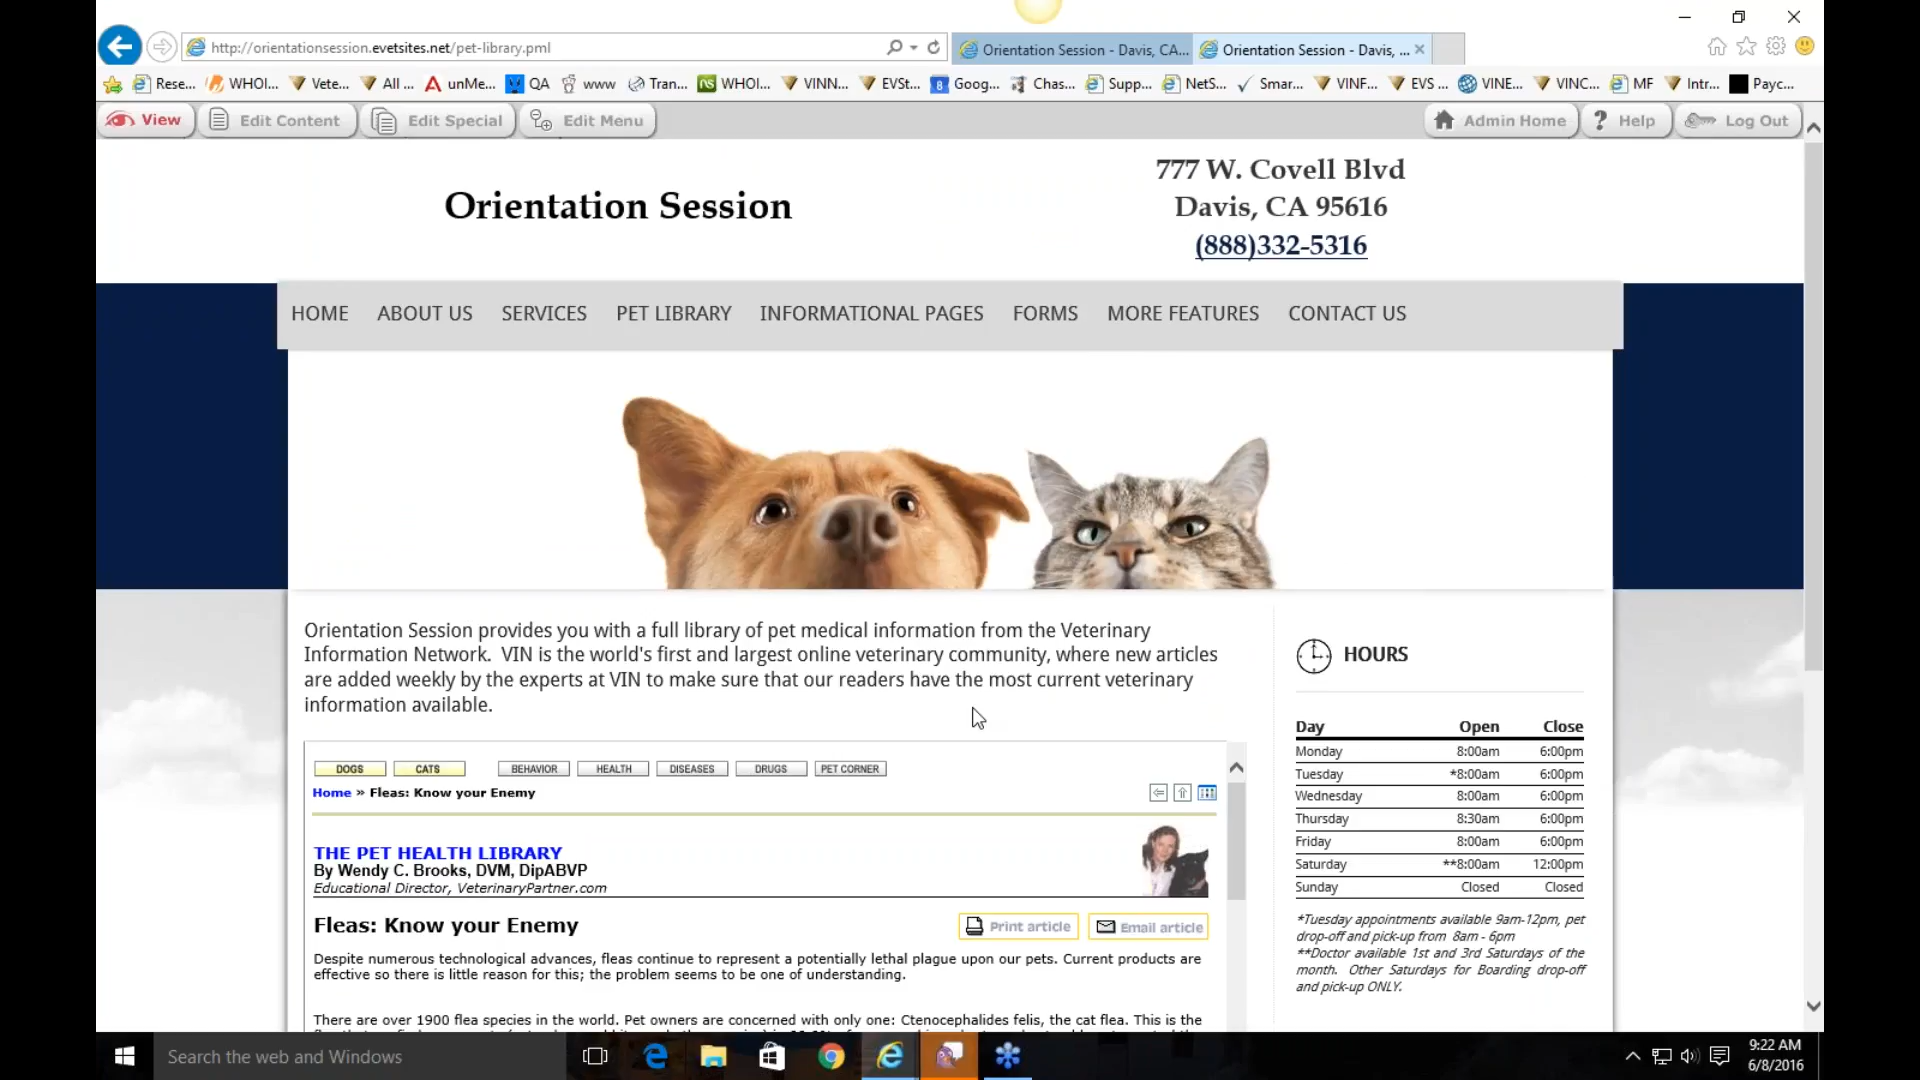 http://orientationsession.evetsites.net/pet-library.pml
Orientation Session - Davis, CA...
Orientation Session - Davis, ...
Rese... WHOI... Vete... All ... unMe... QA www Tran... WHOI... VINN... EVSt... Goog... Chas... Supp... NetS... Smar... VINF... EVS ... VINE... VINC... MF Intr... Payc...
View Edit Content Edit Special Edit Menu Admin Home ? Help Log Out
Orientation Session
777 W. Covell Blvd
Davis, CA 95616
(888)332-5316
HOME ABOUT US SERVICES PET LIBRARY INFORMATIONAL PAGES FORMS MORE FEATURES CONTACT US
Orientation Session provides you with a full library of pet medical information from the Veterinary
Information Network. VIN is the world's first and largest online veterinary community, where new articles
are added weekly by the experts at VIN to make sure that our readers have the most current veterinary
information available.
DOGS CATS BEHAVIOR HEALTH DISEASES DRUGS PET CORNER
Home » Fleas: Know your Enemy
THE PET HEALTH LIBRARY
By Wendy C. Brooks, DVM, DipABVP
Educational Director, VeterinaryPartner.com
Fleas: Know your Enemy
Print article Email article
Despite numerous technological advances, fleas continue to represent a potentially lethal plague upon our pets. Current products are
effective so there is little reason for this; the problem seems to be one of understanding.
There are over 1900 flea species in the world. Pet owners are concerned with only one: Ctenocephalides felis, the cat flea. This is the
HOURS
Day Open Close
Monday 8:00am 6:00pm
Tuesday *8:00am 6:00pm
Wednesday 8:00am 6:00pm
Thursday 8:30am 6:00pm
Friday 8:00am 6:00pm
Saturday **8:00am 12:00pm
Sunday Closed Closed
*Tuesday appointments available 9am-12pm, pet
drop-off and pick-up from 8am - 6pm
**Doctor available 1st and 3rd Saturdays of the
month. Other Saturdays for Boarding drop-off
and pick-up ONLY.
Search the web and Windows
9:22 AM
6/8/2016